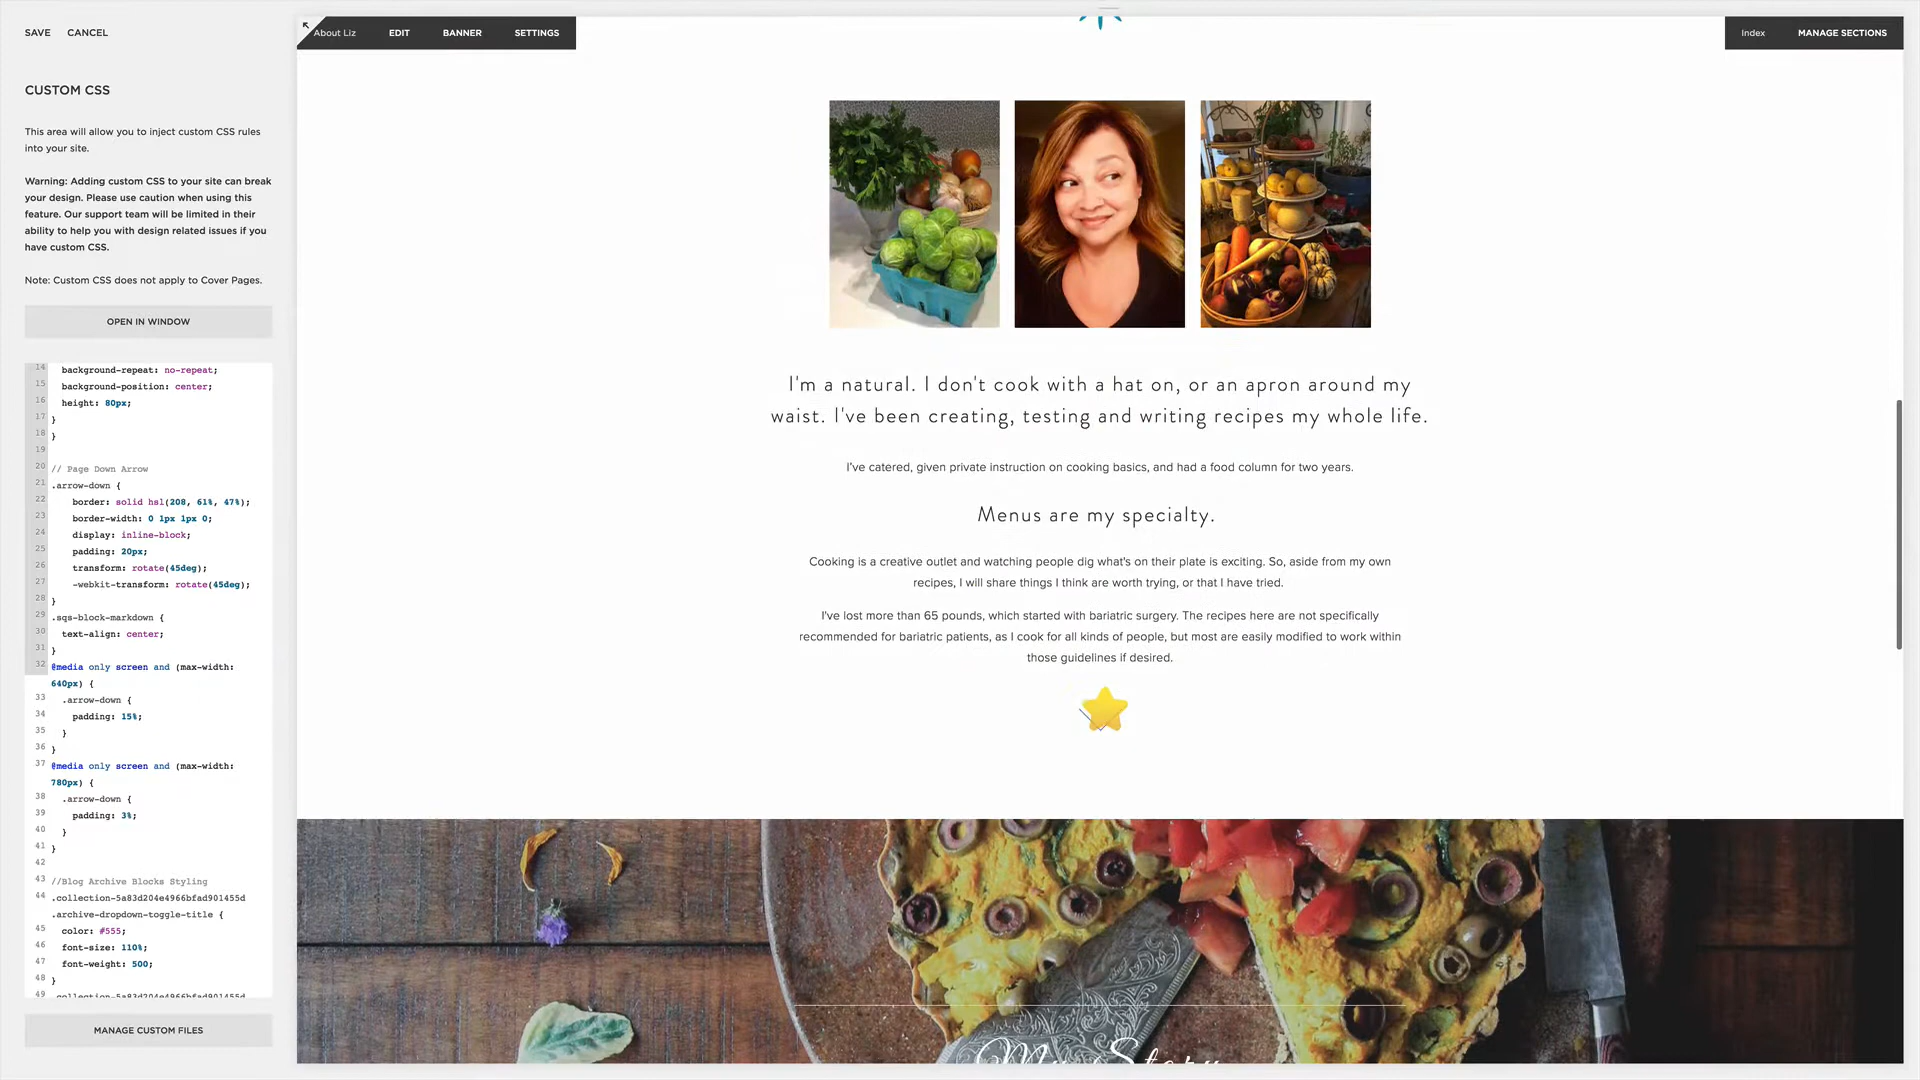 SAVE CANCEL
About Liz EDIT BANNER SETTINGS
Index MANAGE SECTIONS
CUSTOM CSS
This area will allow you to inject custom CSS rules
into your site.
Warning: Adding custom CSS to your site can break
your design. Please use caution when using this
feature. Our support team will be limited in their
ability to help you with design related issues if you
have custom CSS.
Note: Custom CSS does not apply to Cover Pages.
OPEN IN WINDOW
14 background-repeat: no-repeat;
15 background-position: center;
16 height: 80px;
17 }
18 }
19
20 // Page Down Arrow
21 .arrow-down {
22 border: solid hsl(208, 61%, 47%);
23 border-width: 0 1px 1px 0;
24 display: inline-block;
25 padding: 20px;
26 transform: rotate(45deg);
27 -webkit-transform: rotate(45deg);
28 }
29 .sqs-block-markdown {
30 text-align: center;
31 }
32 @media only screen and (max-width:
640px) {
33 .arrow-down {
34 padding: 15%;
35 }
36 }
37 @media only screen and (max-width:
780px) {
38 .arrow-down {
39 padding: 3%;
40 }
41 }
42
43 //Blog Archive Blocks Styling
44 .collection-5a83d204e4966bfad901455d
.archive-dropdown-toggle-title {
45 color: #555;
46 font-size: 110%;
47 font-weight: 500;
48 }
49 .collection-5a83d204e4966bfad901455d
MANAGE CUSTOM FILES
I'm a natural. I don't cook with a hat on, or an apron around my
waist. I've been creating, testing and writing recipes my whole life.
I've catered, given private instruction on cooking basics, and had a food column for two years.
Menus are my specialty.
Cooking is a creative outlet and watching people dig what's on their plate is exciting. So, aside from my own
recipes, I will share things I think are worth trying, or that I have tried.
I've lost more than 65 pounds, which started with bariatric surgery. The recipes here are not specifically
recommended for bariatric patients, as I cook for all kinds of people, but most are easily modified to work within
those guidelines if desired.
My Story